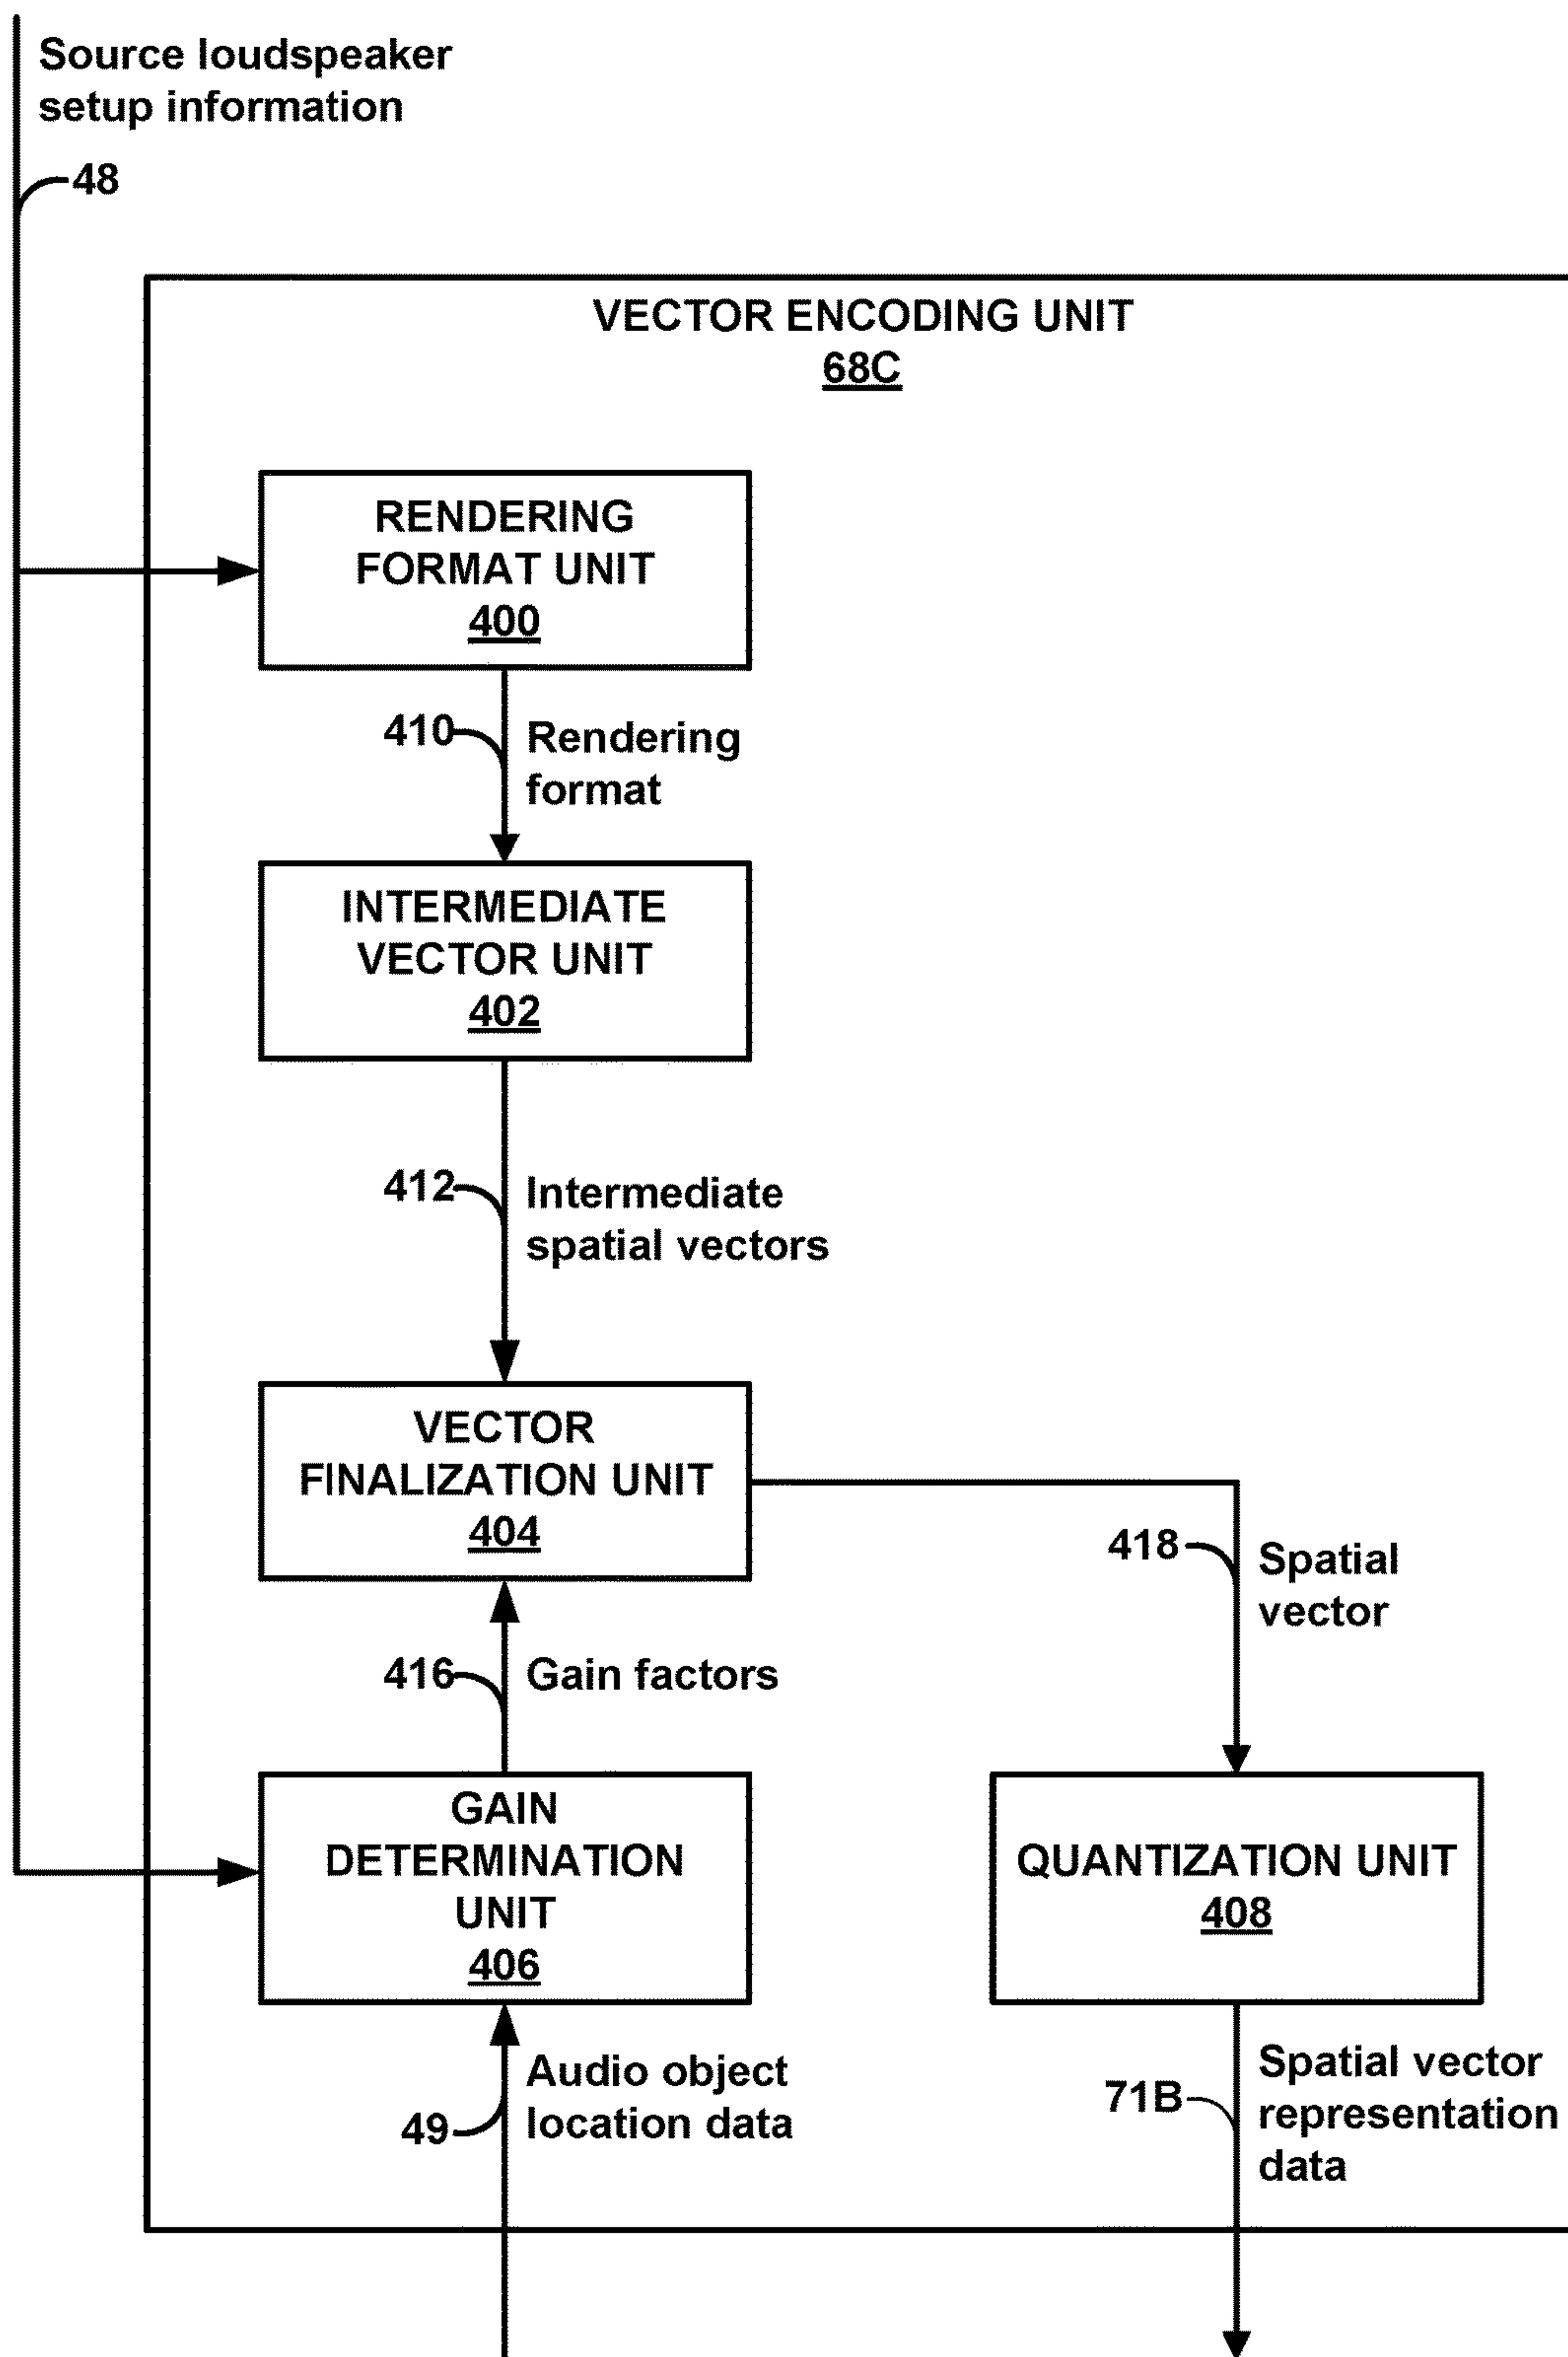 Source loudspeaker
setup information
48
VECTOR ENCODING UNIT
68C
RENDERING
FORMAT UNIT
400
410
Rendering
format
INTERMEDIATE
VECTOR UNIT
402
412
Intermediate
spatial vectors
VECTOR
FINALIZATION UNIT
404
418
Spatial
vector
416
Gain factors
GAIN
DETERMINATION
UNIT
406
QUANTIZATION UNIT
408
49
Audio object
location data
71B
Spatial vector
representation
data